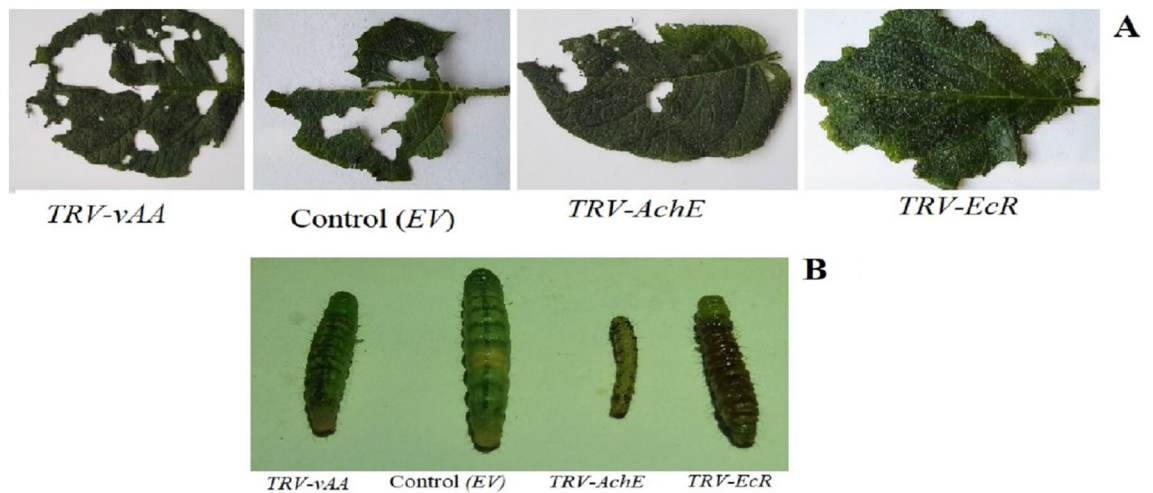 A
TRV-vAA Control (EV) TRV-AchE TRV-EcR
B
TRV-vAA Control (EV) TRV-AchE TRV-EcR